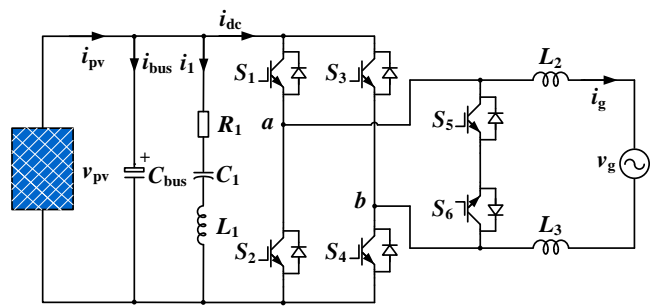 i_pv
i_bus
i_1
i_dc
S_1
S_3
L_2
i_g
R_1
a
S_5
v_pv
+
C_bus
C_1
v_g
b
L_1
S_6
S_2
S_4
L_3